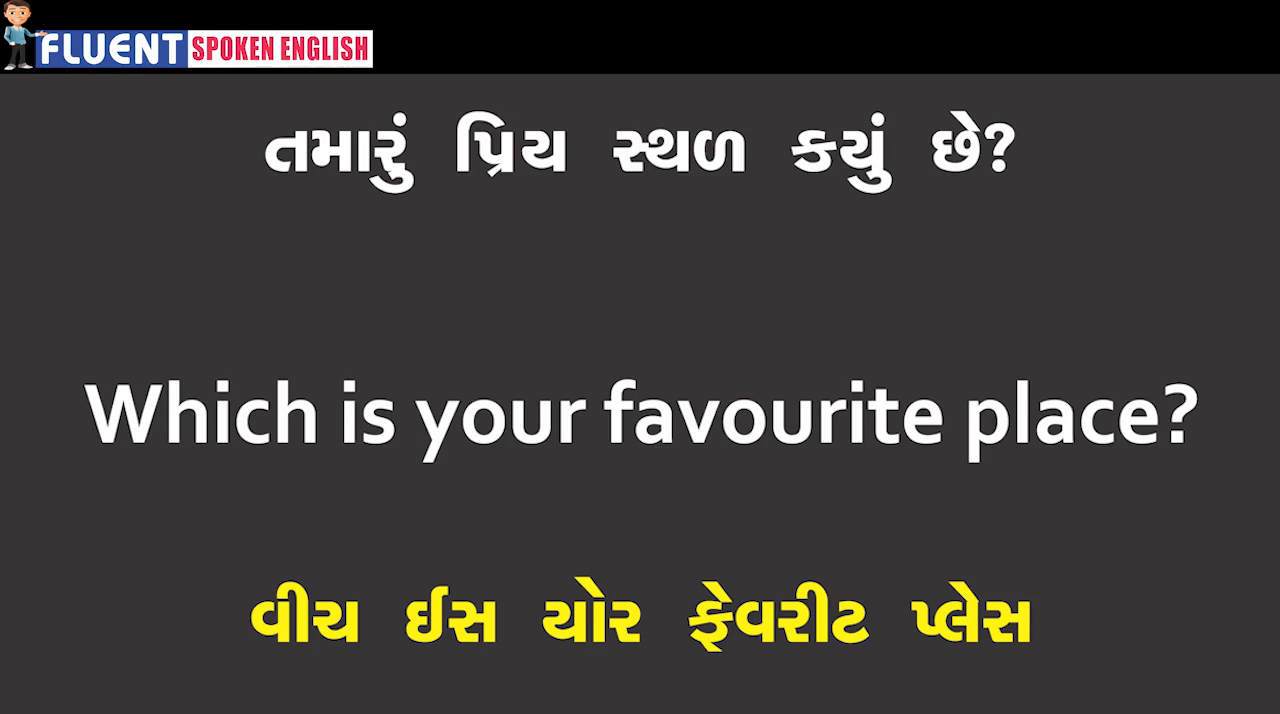 FLUENT SPOKEN ENGLISH
તમારું પ્રિય સ્થળ કયું છે?
Which is your favourite place?
વીચ ઈસ યોર ફેવરીટ પ્લેસ